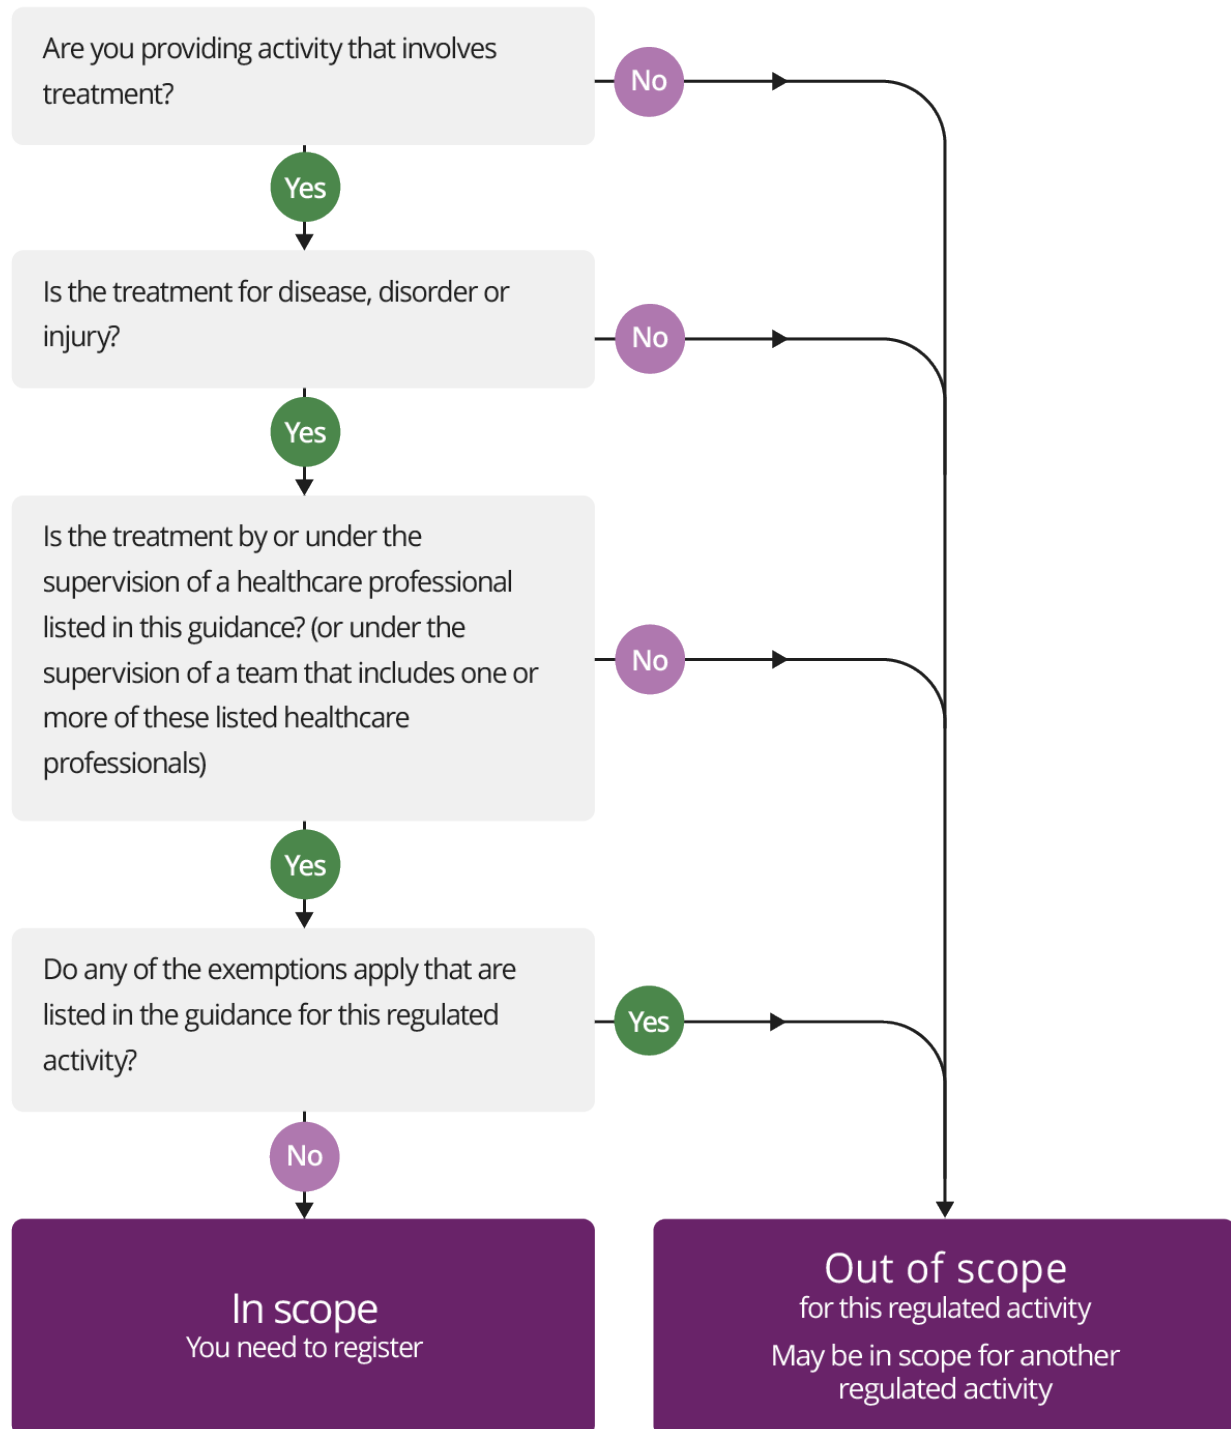 Are you providing activity that involves
treatment?
No
Yes
Is the treatment for disease, disorder or
injury?
No
Yes
Is the treatment by or under the
supervision of a healthcare professional
listed in this guidance? (or under the
supervision of a team that includes one or
more of these listed healthcare
professionals)
No
Yes
Do any of the exemptions apply that are
listed in the guidance for this regulated
activity?
Yes
No
In scope
You need to register
Out of scope
for this regulated activity
May be in scope for another
regulated activity